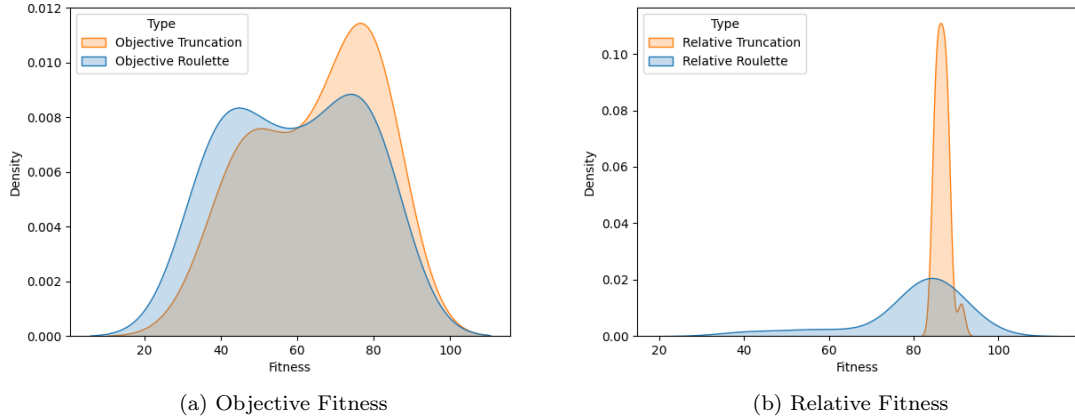 0.012
0.010
0.008
0.006
0.004
0.002
0.000
Density
Type
Objective Truncation
Objective Roulette
20 40 60 80 100
Fitness
(a) Objective Fitness
0.10
0.08
0.06
0.04
0.02
0.00
Density
Type
Relative Truncation
Relative Roulette
20 40 60 80 100
Fitness
(b) Relative Fitness